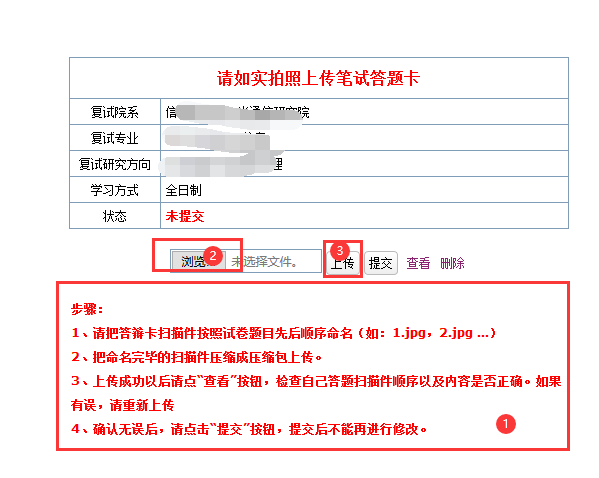 请如实拍照上传笔试答题卡
复试院系 信 光通信研究院
复试专业
复试研究方向 理
学习方式 全日制
状态 未提交
浏览 2 未选择文件。 3 上传 提交 查看 删除
步骤：
1、请把答辩卡扫描件按照试卷题目先后顺序命名（如：1.jpg，2.jpg ...）
2、把命名完毕的扫描件压缩成压缩包上传。
3、上传成功以后请点“查看”按钮，检查自己答题扫描件顺序以及内容是否正确。如果
有误，请重新上传
4、确认无误后，请点击“提交”按钮，提交后不能再进行修改。
1